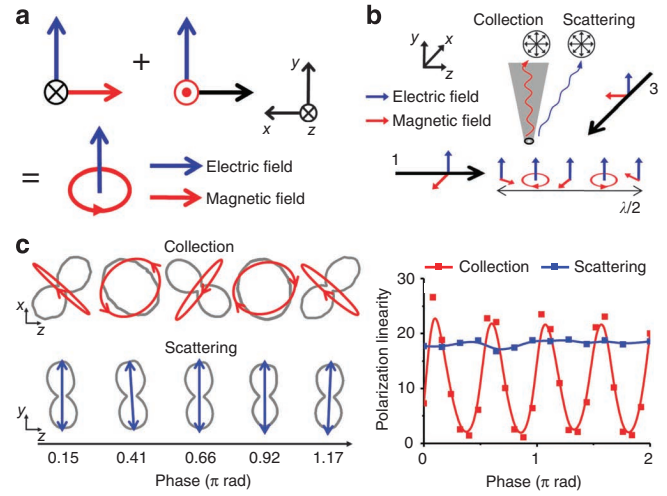 a
+
y
x
z
=
Electric field
Magnetic field
b
Collection
Scattering
y
x
z
Electric field
Magnetic field
3
1
λ/2
c
Collection
x
z
Scattering
y
z
0.15 0.41 0.66 0.92 1.17
Phase (π rad)
Collection Scattering
30
20
10
0
Polarization linearity
0 1 2
Phase (π rad)